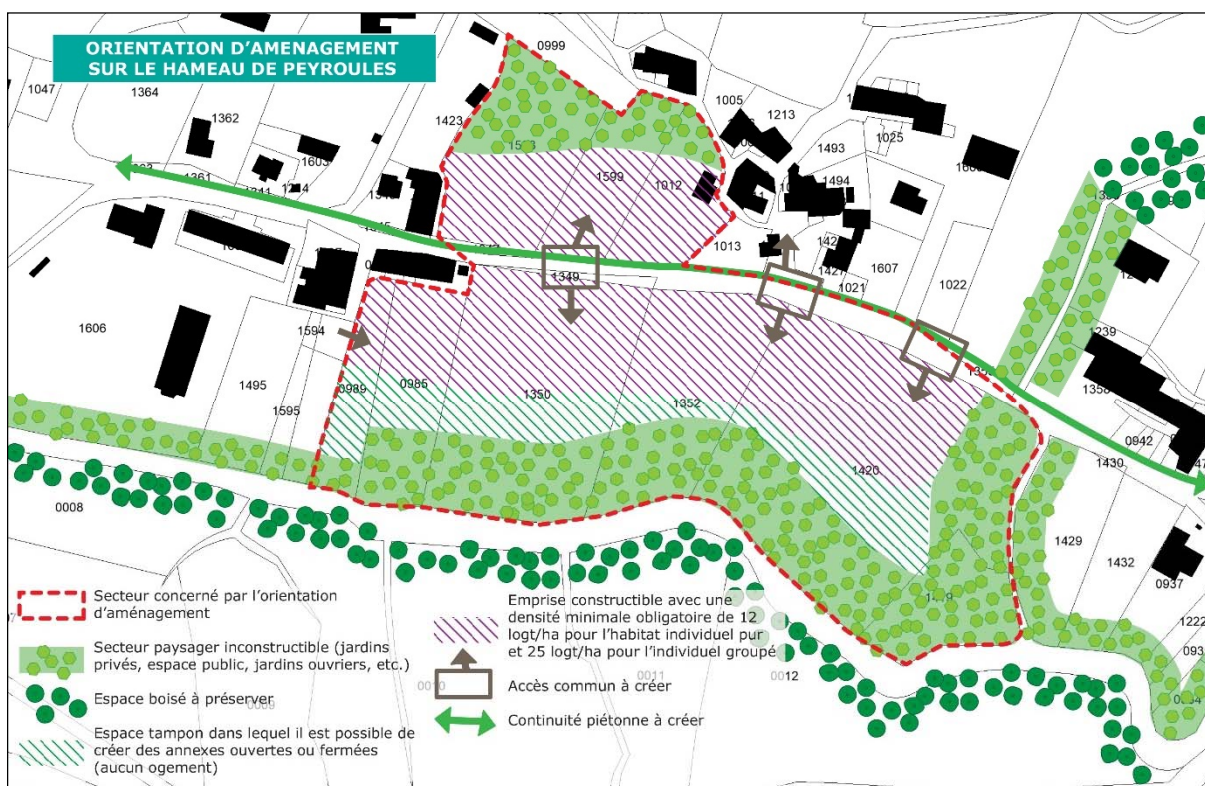 ORIENTATION D'AMENAGEMENT
SUR LE HAMEAU DE PEYROULES
0999
1047
1364
1362
1423
1005
1213
1025
1493
1603
1361
1599
1012
1494
1013
1349
1607
1021
1022
1239
1606
1594
1495
1595
0989
0985
1350
1352
1358
0942
1430
1420
0008
1429
1432
0937
1222
093
0009
0010
0011
0012
Secteur concerné par l'orientation
d'aménagement
Secteur paysager inconstructible (jardins
privés, espace public, jardins ouvriers, etc.)
Espace boisé à préserver
Espace tampon dans lequel il est possible de
créer des annexes ouvertes ou fermées
(aucun ogement)
Emprise constructible avec une
densité minimale obligatoire de 12
logt/ha pour l'habitat individuel pur
et 25 logt/ha pour l'individuel groupé
Accès commun à créer
Continuité piétonne à créer